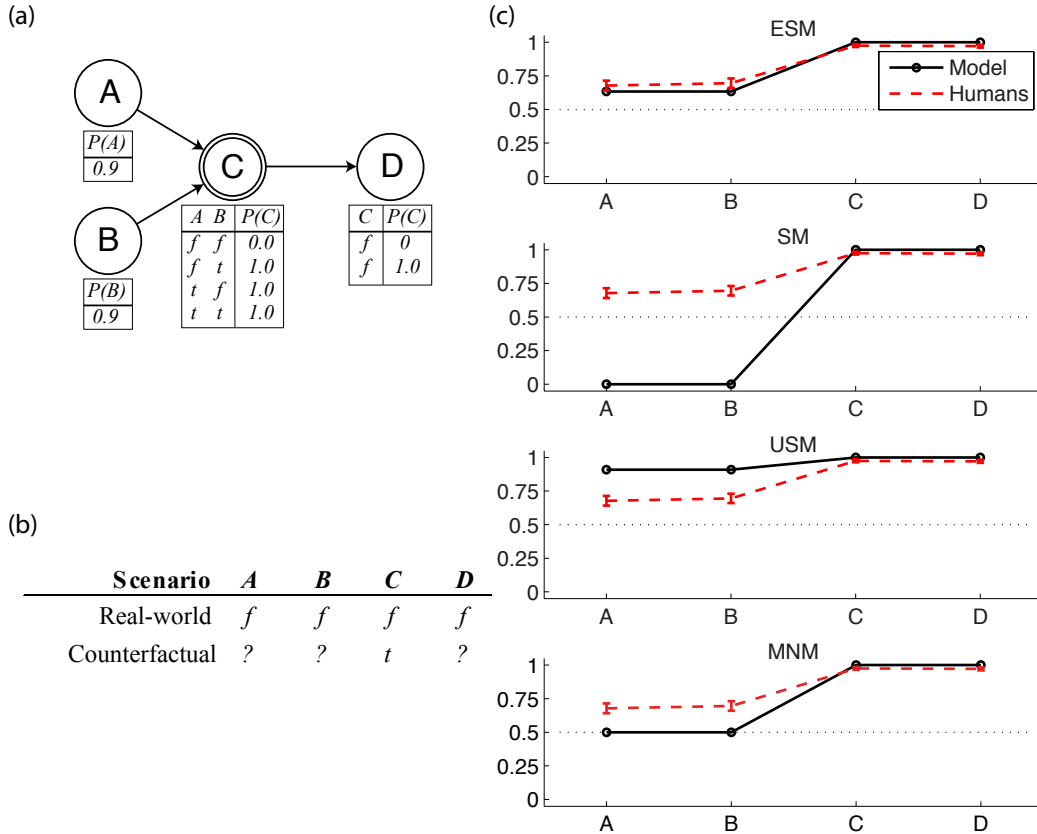 (a)
A
P(A)
0.9
B
P(B)
0.9
C
A B P(C)
f f 0.0
f t 1.0
t f 1.0
t t 1.0
D
C P(C)
f 0
f 1.0
(b)
Scenario A B C D
Real-world f f f f
Counterfactual ? ? t ?
(c)
ESM
1
0.75
0.5
0.25
0
A B C D
Model
Humans
SM
1
0.75
0.5
0.25
0
A B C D
USM
1
0.75
0.5
0.25
0
A B C D
MNM
1
0.75
0.5
0.25
0
A B C D